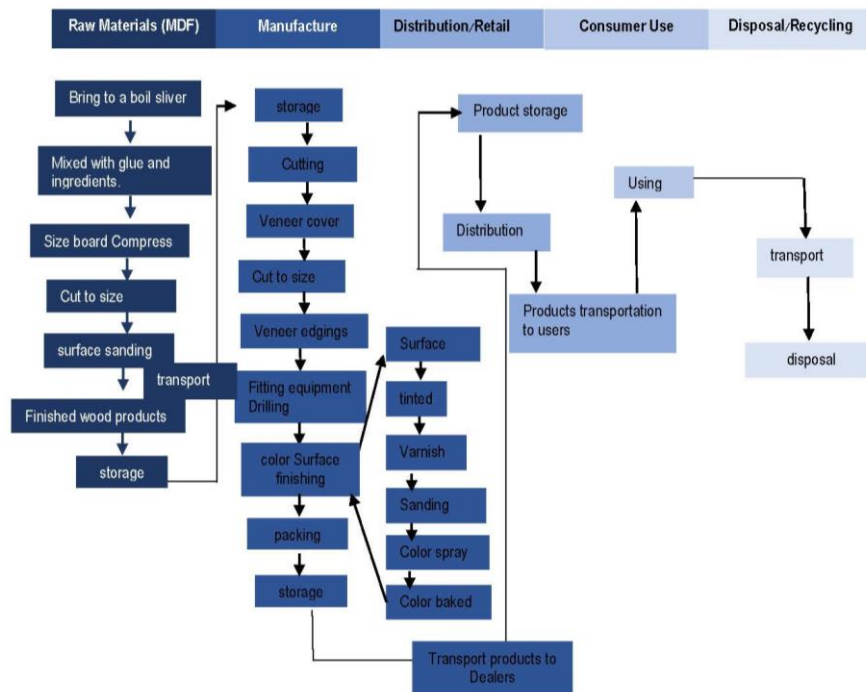 Raw Materials (MDF)
Manufacture
Distribution/Retail
Consumer Use
Disposal/Recycling
Bring to a boil sliver
Mixed with glue and
ingredients.
Size board Compress
Cut to size
surface sanding
transport
Finished wood products
storage
storage
Cutting
Veneer cover
Cut to size
Veneer edgings
Fitting equipment
Drilling
color Surface
finishing
packing
storage
Surface
tinted
Varnish
Sanding
Color spray
Color baked
Transport products to
Dealers
Product storage
Distribution
Products transportation
to users
Using
transport
disposal